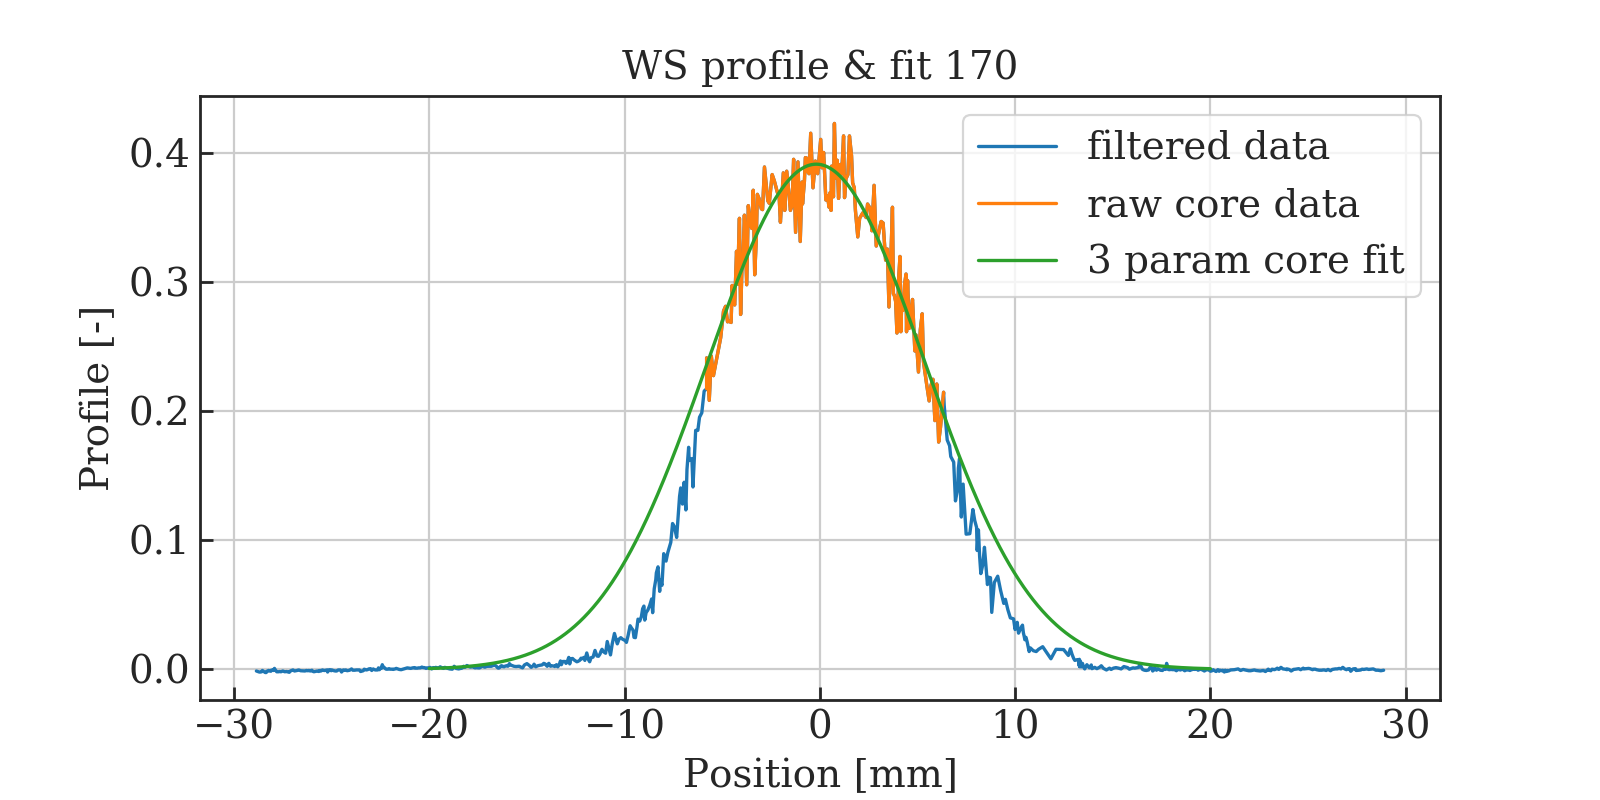 WS profile & fit 170
filtered data
raw core data
3 param core fit
Profile [-]
0.4
0.3
0.2
0.1
0.0
−30 −20 −10 0 10 20 30
Position [mm]